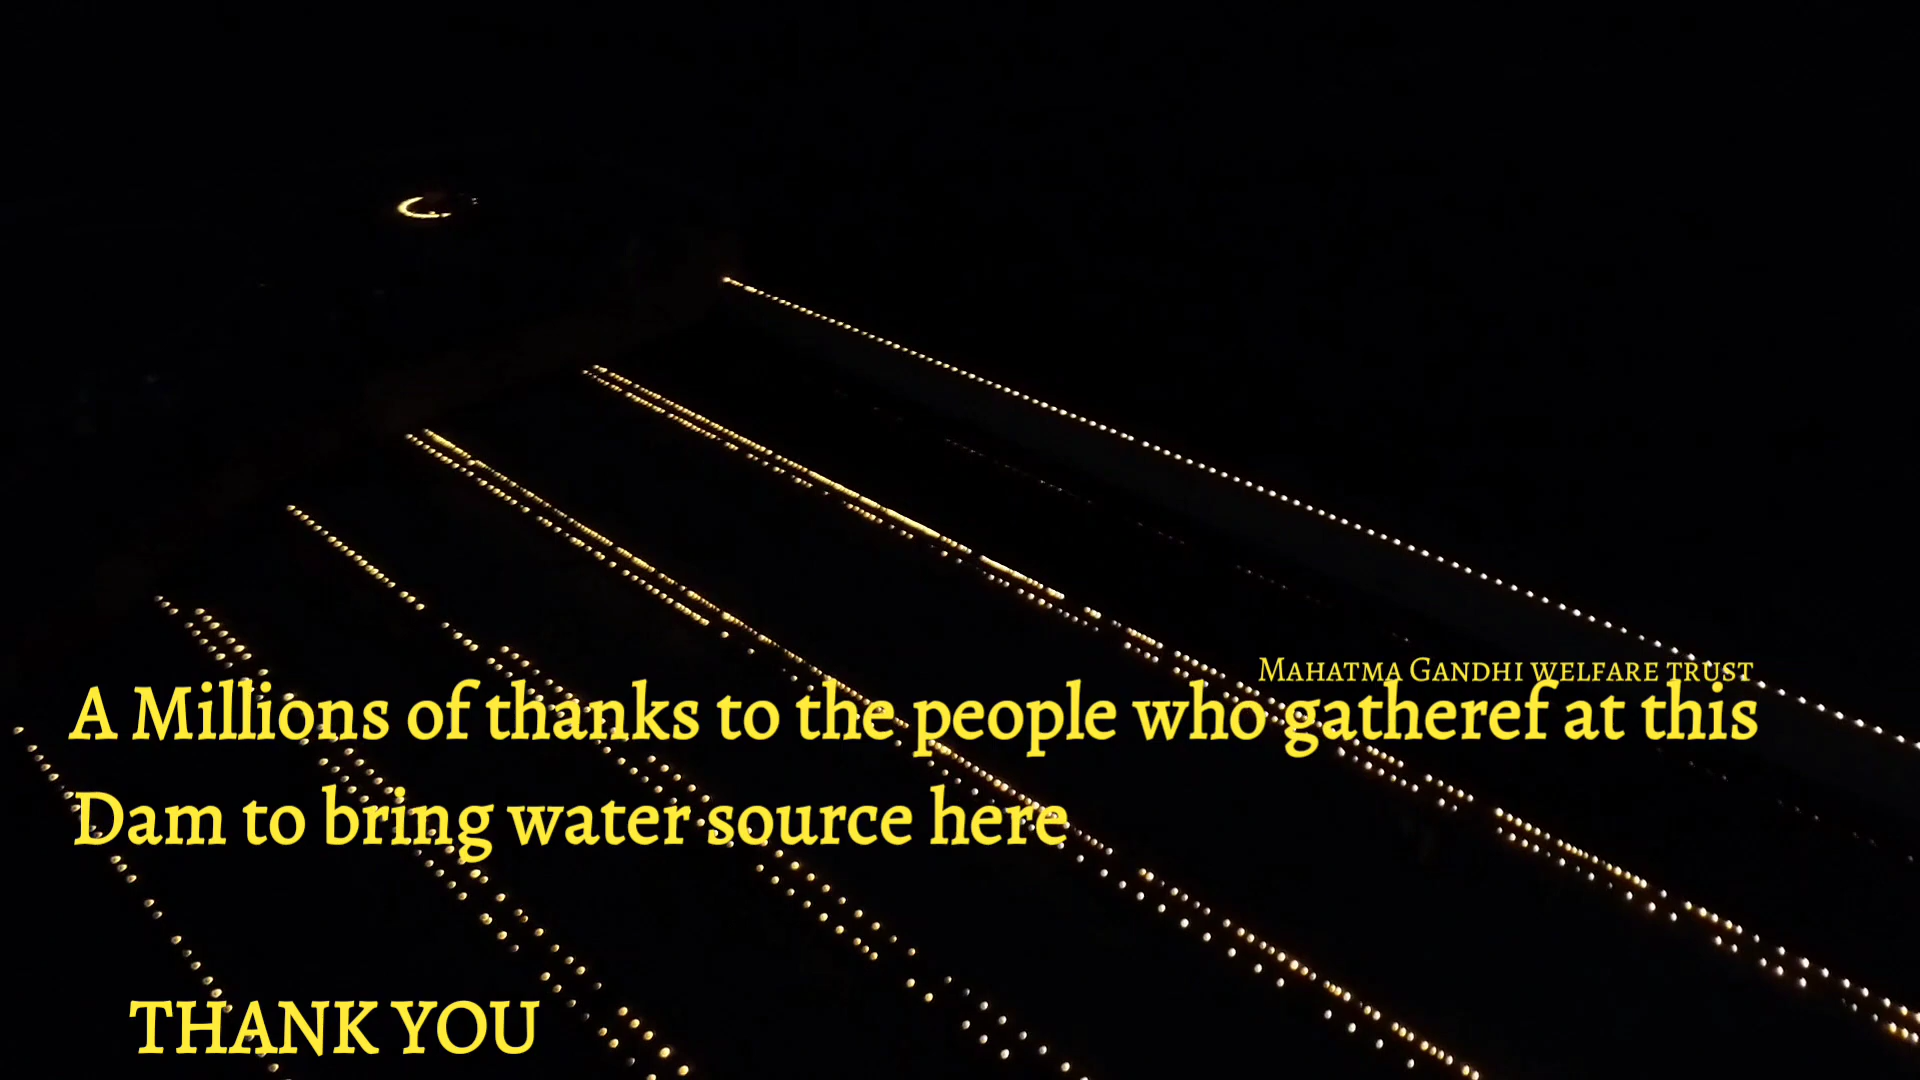 Mahatma Gandhi welfare trust
A Millions of thanks to the people who gatheref at this
Dam to bring water source here
THANK YOU